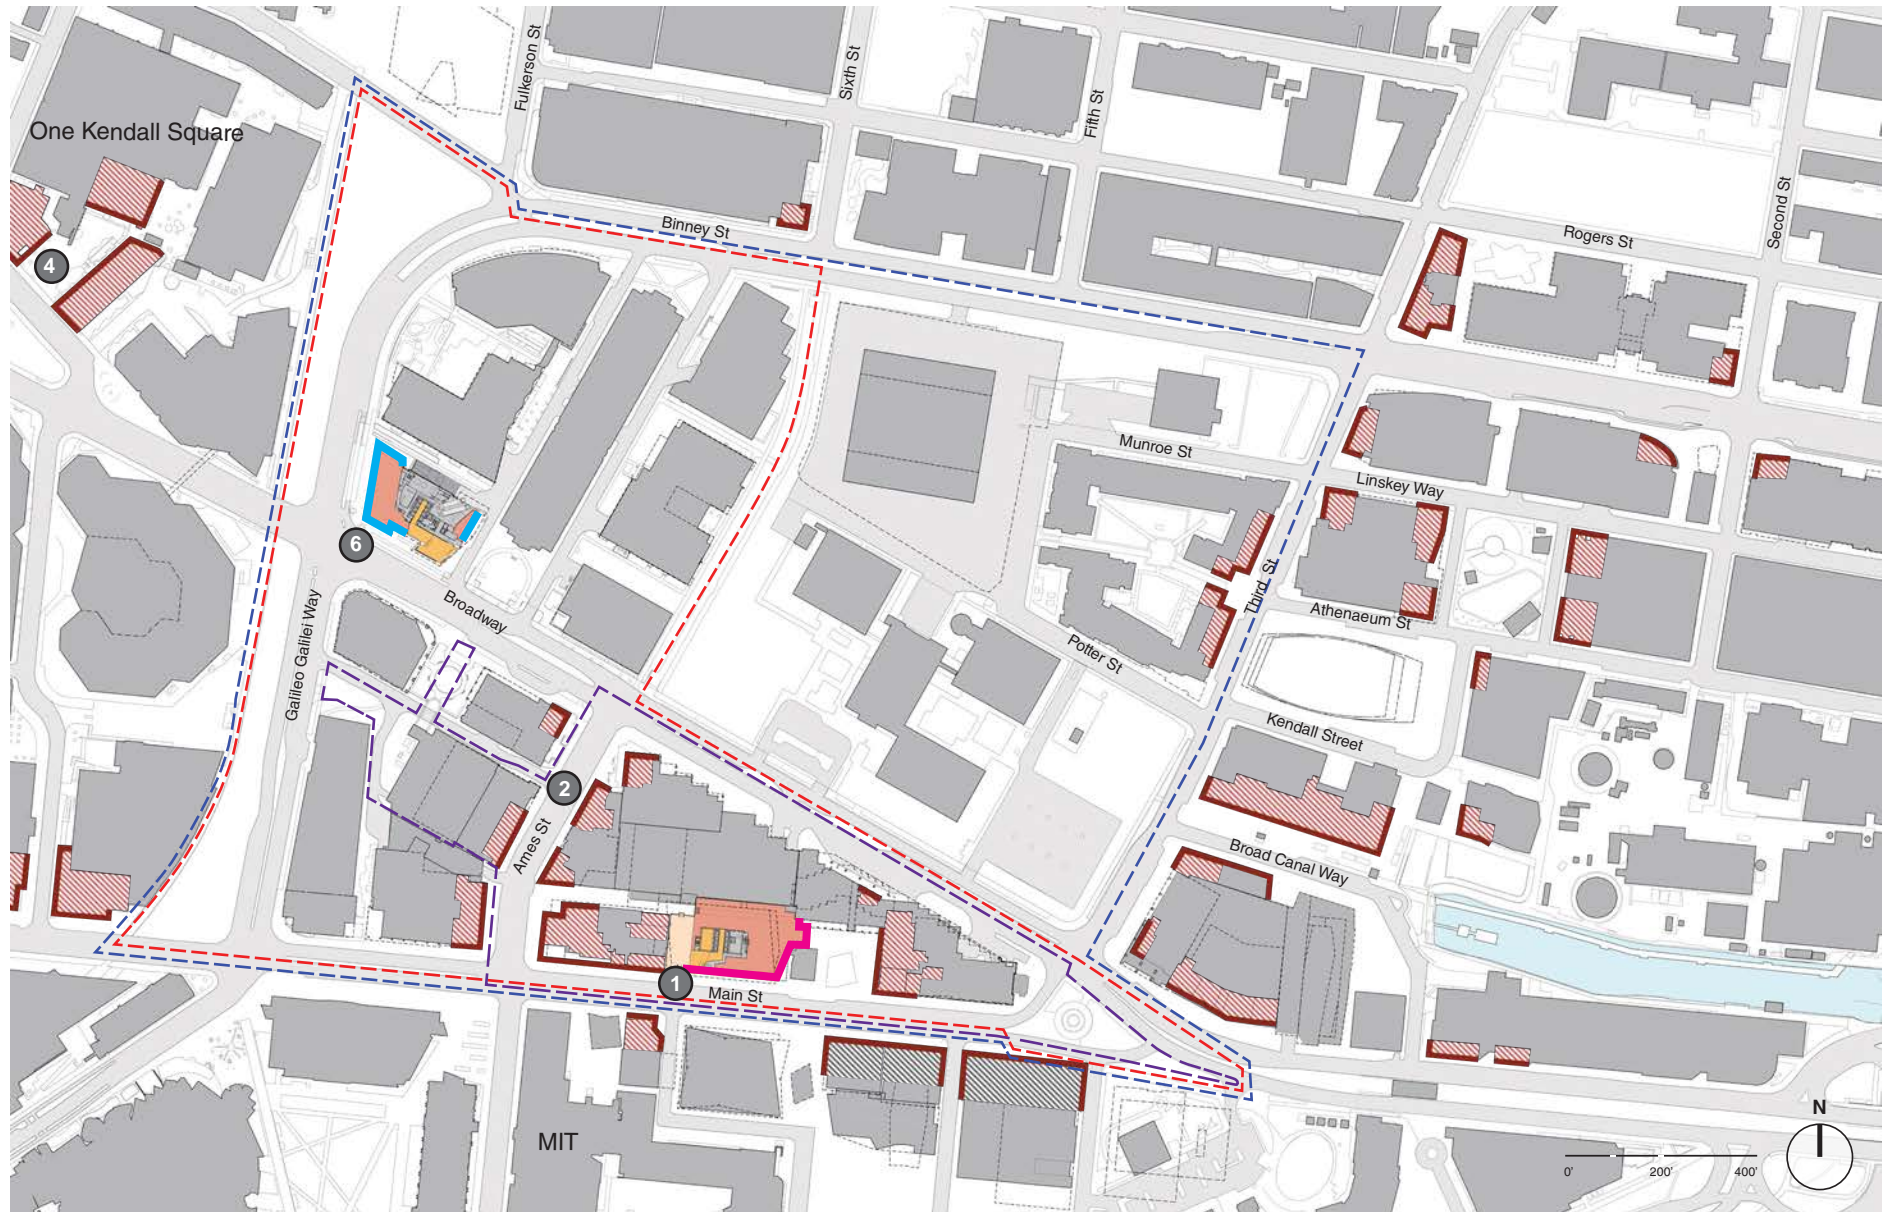 Fulkerson St
Sixth St
Fifth St
One Kendall Square
Second St
Binney St
Rogers St
4
Munroe St
Linskey Way
6
Third St
Broadway
Athenaeum St
Galileo Galilei Way
Potter St
Kendall Street
2
Ames St
Broad Canal Way
1
Main St
N
MIT
0'
200'
400'